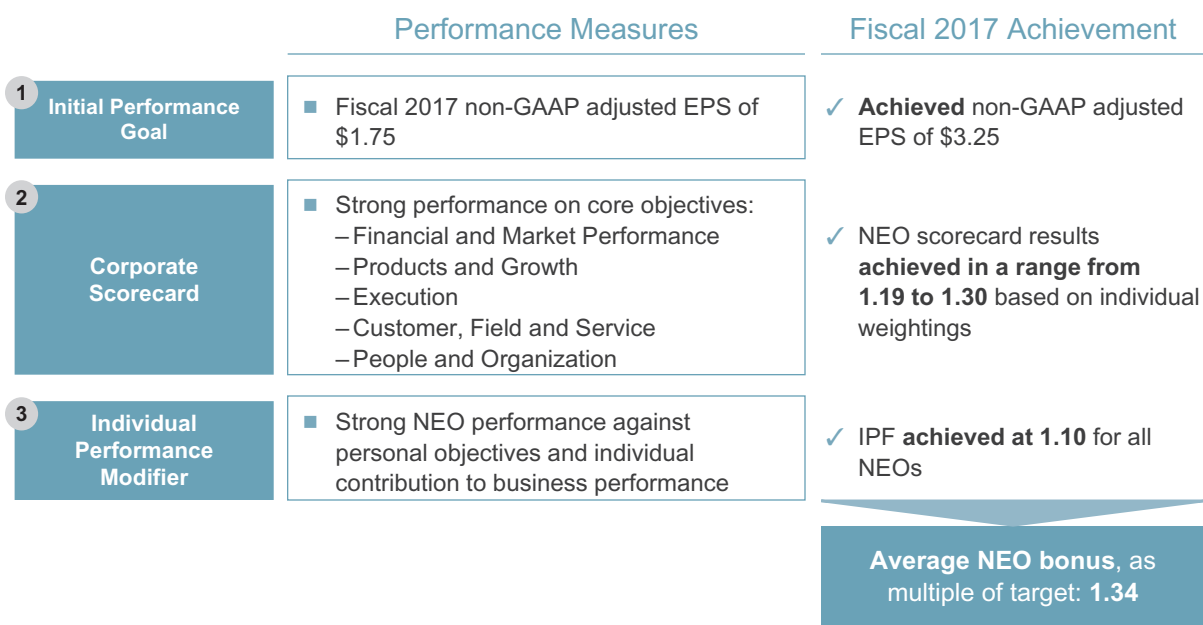 Performance Measures
Fiscal 2017 Achievement
1
Initial Performance
Goal
■ Fiscal 2017 non-GAAP adjusted EPS of
$1.75
✓ Achieved non-GAAP adjusted
EPS of $3.25
2
Corporate
Scorecard
■ Strong performance on core objectives:
–Financial and Market Performance
–Products and Growth
–Execution
–Customer, Field and Service
–People and Organization
✓ NEO scorecard results
achieved in a range from
1.19 to 1.30 based on individual
weightings
3
Individual
Performance
Modifier
■ Strong NEO performance against
personal objectives and individual
contribution to business performance
✓ IPF achieved at 1.10 for all
NEOs
Average NEO bonus, as
multiple of target: 1.34